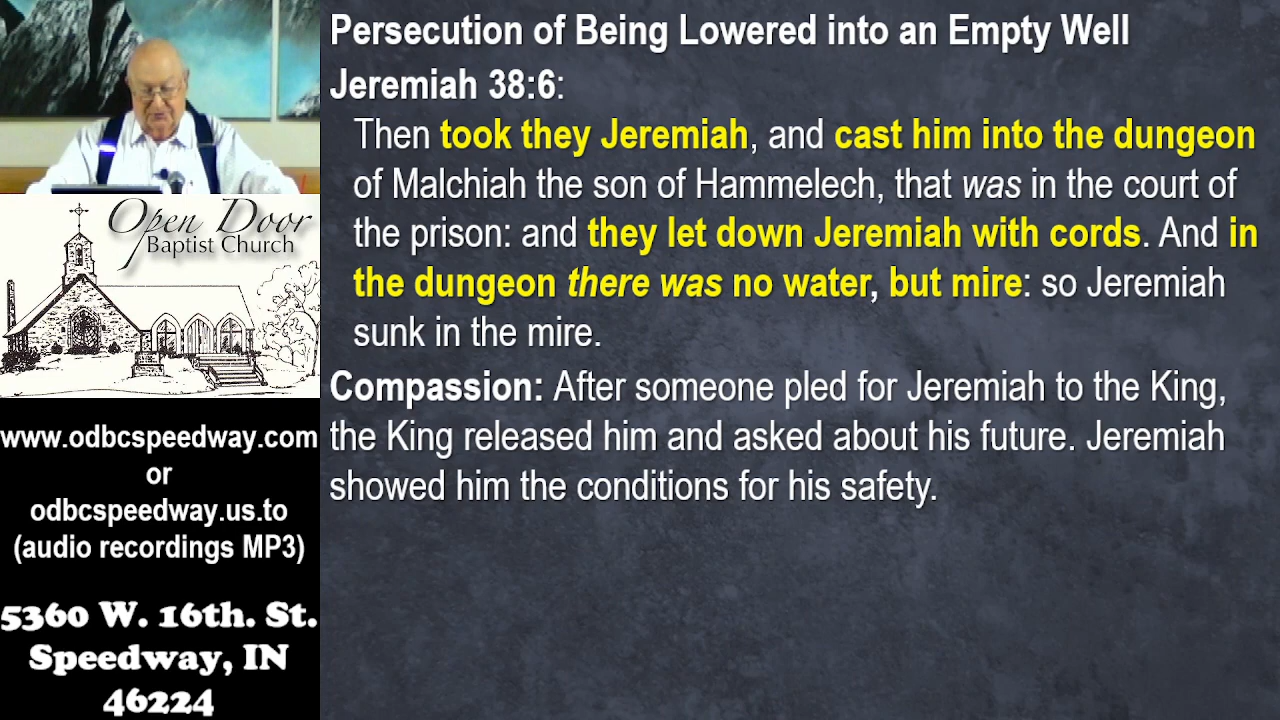 Persecution of Being Lowered into an Empty Well
Jeremiah 38:6:
Then took they Jeremiah, and cast him into the dungeon
of Malchiah the son of Hammelech, that was in the court of
the prison: and they let down Jeremiah with cords. And in
the dungeon there was no water, but mire: so Jeremiah
sunk in the mire.
Compassion: After someone pled for Jeremiah to the King,
the King released him and asked about his future. Jeremiah
showed him the conditions for his safety.
Open Door
Baptist Church
www.odbcspeedway.com
or
odbcspeedway.us.to
(audio recordings MP3)
5360 W. 16th. St.
Speedway, IN
46224